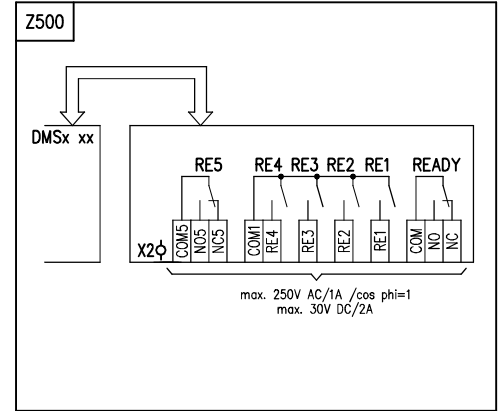 Z500
DMSx xx
RE5 RE4 RE3 RE2 RE1 READY
X2 COM5 NO5 NC5 COM1 RE4 RE3 RE2 RE1 COM NO NC
max. 250V AC/1A /cos phi=1
max. 30V DC/2A